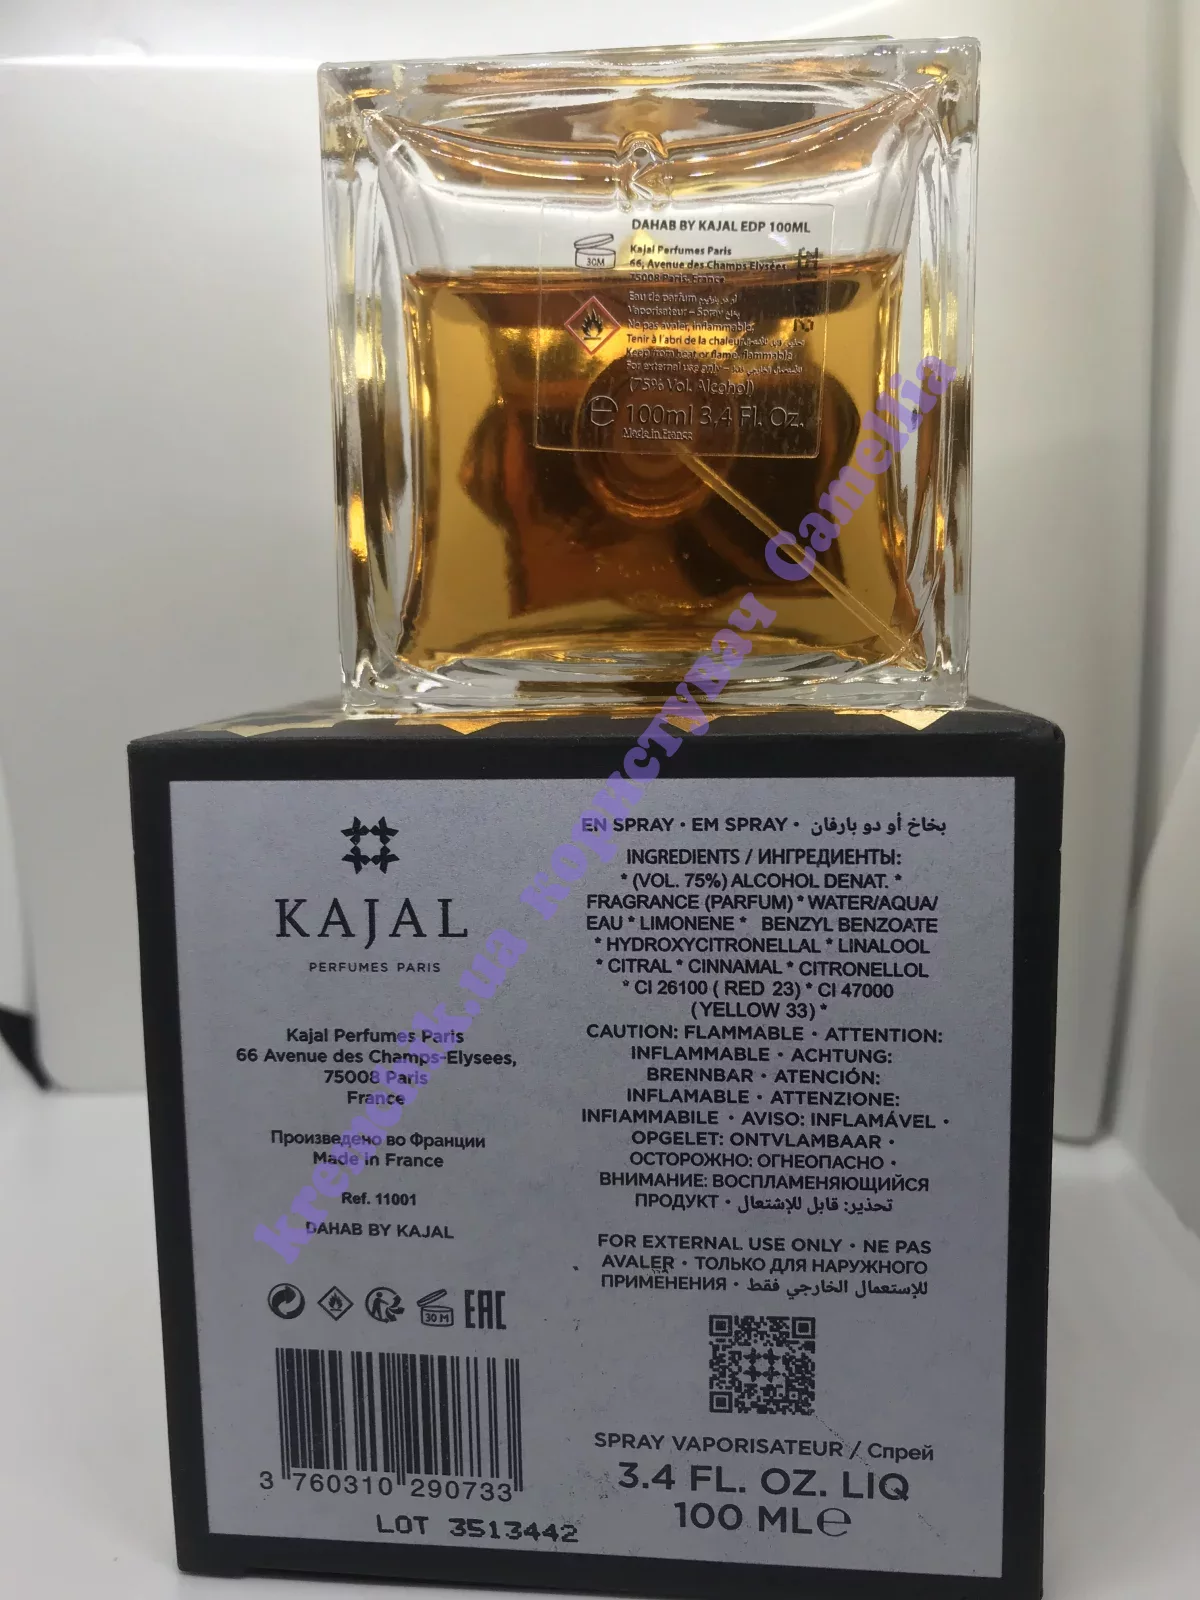 DAHAB BY KAJAL EDP 100ML
30M
Kajal Perfumes Paris
66, Avenue des Champs Elysées
75008 Paris, France
Eau de parfum
Vaporisateur – Spray
Ne pas avaler, inflammable,
Tenir à l'abri de la chaleur
Keep from heat or flame, flammable
For external use only –
(75% Vol. Alcohol)
100ml 3,4 Fl. Oz.
Made in France
kremchik.ua користувач Camellia
KAJAL
PERFUMES PARIS
Kajal Perfumes Paris
66 Avenue des Champs-Elysees,
75008 Paris
France
Произведено во Франции
Made in France
Ref. 11001
DAHAB BY KAJAL
30 M
EAC
3 760310 290733
LOT 3513442
EN SPRAY • EM SPRAY • بخاخ أو دو بارفان
INGREDIENTS / ИНГРЕДИЕНТЫ:
* (VOL. 75%) ALCOHOL DENAT. *
FRAGRANCE (PARFUM) * WATER/AQUA/
EAU * LIMONENE * BENZYL BENZOATE
* HYDROXYCITRONELLAL * LINALOOL
* CITRAL * CINNAMAL * CITRONELLOL
* CI 26100 ( RED 23) * CI 47000
(YELLOW 33) *
CAUTION: FLAMMABLE • ATTENTION:
INFLAMMABLE • ACHTUNG:
BRENNBAR • ATENCIÓN:
INFLAMABLE • ATTENZIONE:
INFIAMMABILE • AVISO: INFLAMÁVEL •
OPGELET: ONTVLAMBAAR •
ОСТОРОЖНО: ОГНЕОПАСНО •
ВНИМАНИЕ: ВОСПЛАМЕНЯЮЩИЙСЯ
ПРОДУКТ • تحذير: قابل للإشتعال
FOR EXTERNAL USE ONLY • NE PAS
AVALER • ТОЛЬКО ДЛЯ НАРУЖНОГО
ПРИМЕНЕНИЯ • للإستعمال الخارجي فقط
SPRAY VAPORISATEUR / Спрей
3.4 FL. OZ. LIQ
100 ML℮